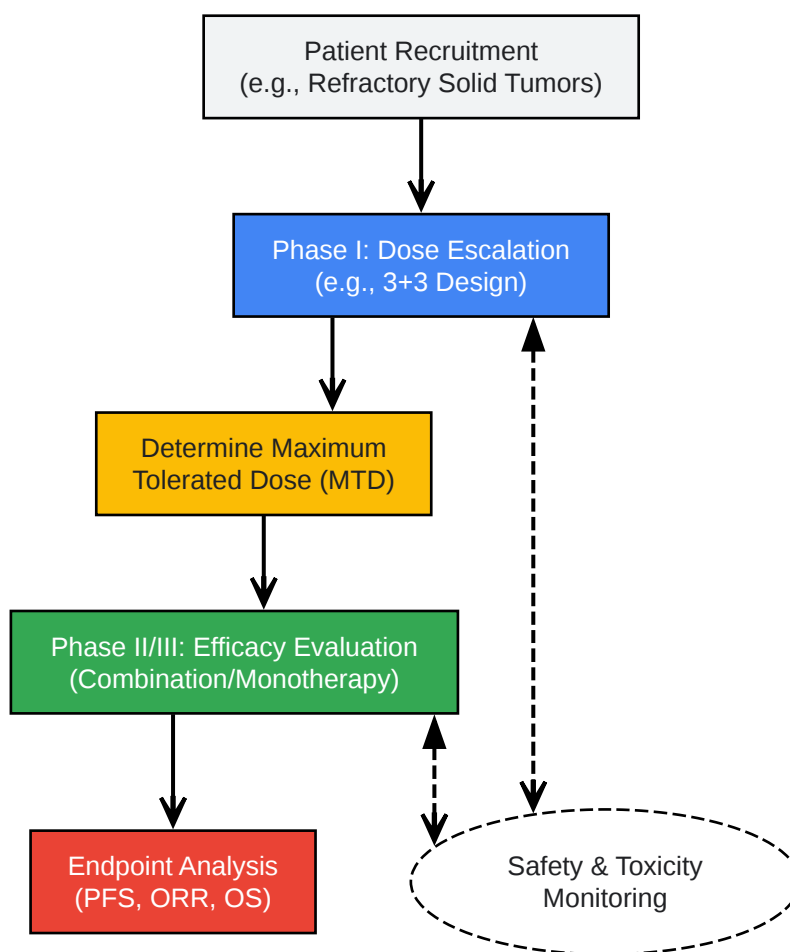 Patient Recruitment
(e.g., Refractory Solid Tumors)
Phase I: Dose Escalation
(e.g., 3+3 Design)
Determine Maximum
Tolerated Dose (MTD)
Phase II/III: Efficacy Evaluation
(Combination/Monotherapy)
Endpoint Analysis
(PFS, ORR, OS)
Safety & Toxicity
Monitoring